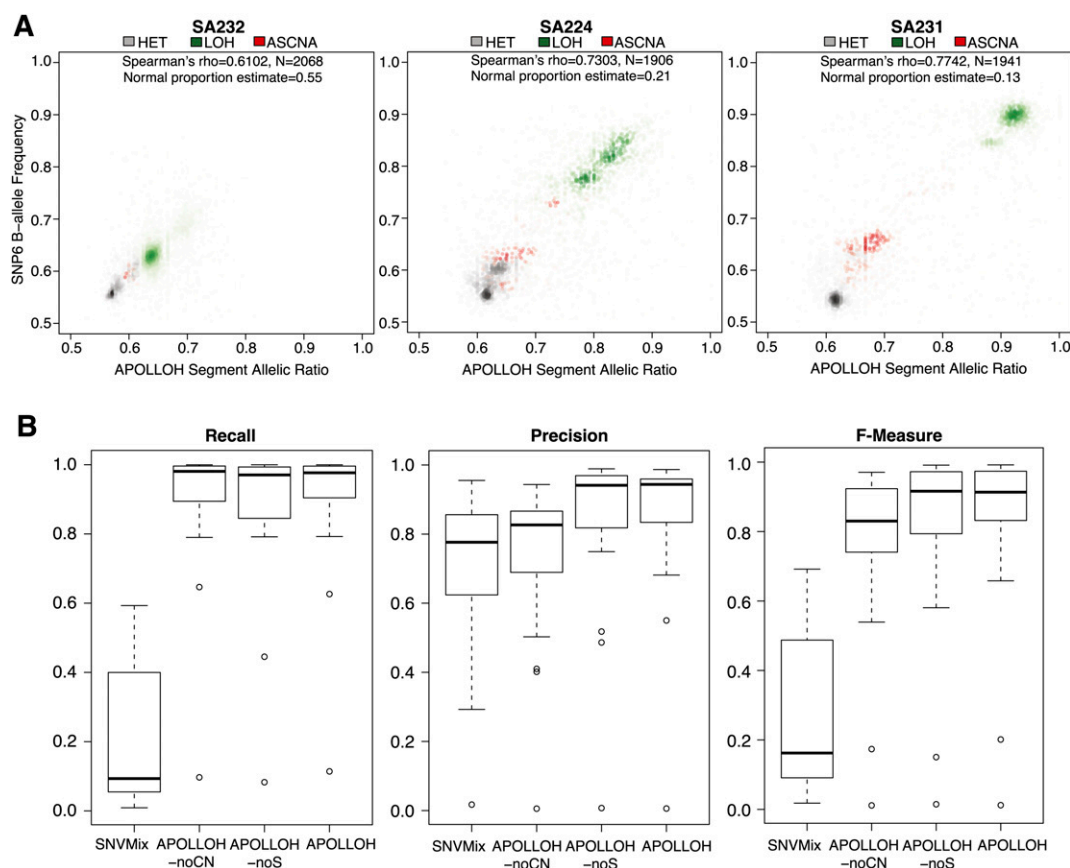 A
SA232
HET LOH ASCNA
Spearman's rho=0.6102, N=2068
Normal proportion estimate=0.55
SNP6 B-allele Frequency
1.0
0.9
0.8
0.7
0.6
0.5
0.5 0.6 0.7 0.8 0.9 1.0
APOLLOH Segment Allelic Ratio
SA224
HET LOH ASCNA
Spearman's rho=0.7303, N=1906
Normal proportion estimate=0.21
1.0
0.9
0.8
0.7
0.6
0.5
0.5 0.6 0.7 0.8 0.9 1.0
APOLLOH Segment Allelic Ratio
SA231
HET LOH ASCNA
Spearman's rho=0.7742, N=1941
Normal proportion estimate=0.13
1.0
0.9
0.8
0.7
0.6
0.5
0.5 0.6 0.7 0.8 0.9 1.0
APOLLOH Segment Allelic Ratio
B
Recall
1.0
0.8
0.6
0.4
0.2
0.0
SNVMix APOLLOH APOLLOH APOLLOH
−noCN −noS
Precision
1.0
0.8
0.6
0.4
0.2
0.0
SNVMix APOLLOH APOLLOH APOLLOH
−noCN −noS
F-Measure
1.0
0.8
0.6
0.4
0.2
0.0
SNVMix APOLLOH APOLLOH APOLLOH
−noCN −noS